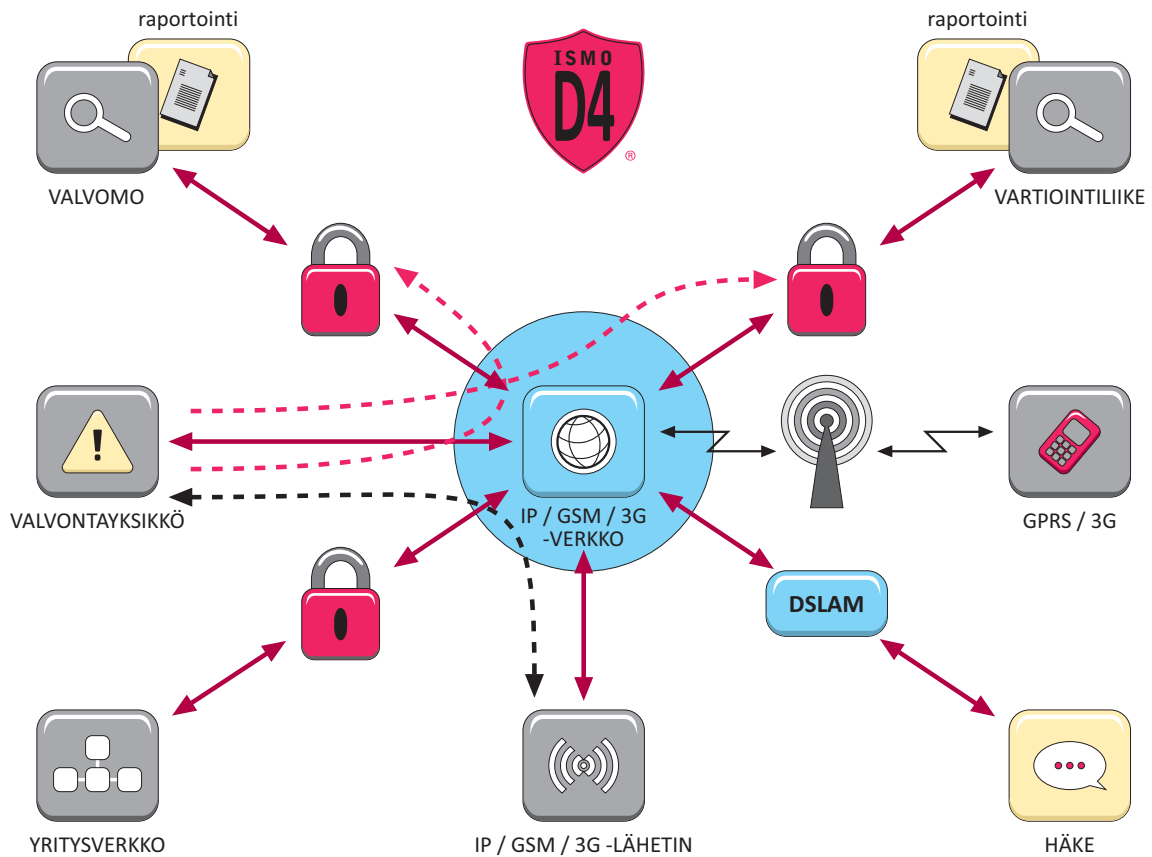 raportointi
raportointi
ISMO
D4
®
VALVOMO
VARTIOINTILIIKE
!
VALVONTAYKSIKKÖ
IP / GSM / 3G
-VERKKO
GPRS / 3G
DSLAM
YRITYSVERKKO
IP / GSM / 3G -LÄHETIN
HÄKE